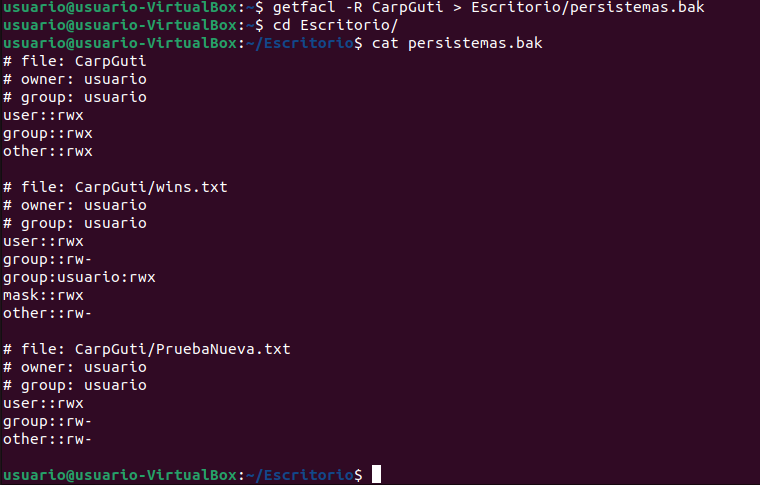 usuario@usuario-VirtualBox:~$ getfacl -R CarpGuti > Escritorio/persistemas.bak
usuario@usuario-VirtualBox:~$ cd Escritorio/
usuario@usuario-VirtualBox:~/Escritorio$ cat persistemas.bak
# file: CarpGuti
# owner: usuario
# group: usuario
user::rwx
group::rwx
other::rwx

# file: CarpGuti/wins.txt
# owner: usuario
# group: usuario
user::rwx
group::rw-
group:usuario:rwx
mask::rwx
other::rw-

# file: CarpGuti/PruebaNueva.txt
# owner: usuario
# group: usuario
user::rwx
group::rw-
other::rw-

usuario@usuario-VirtualBox:~/Escritorio$